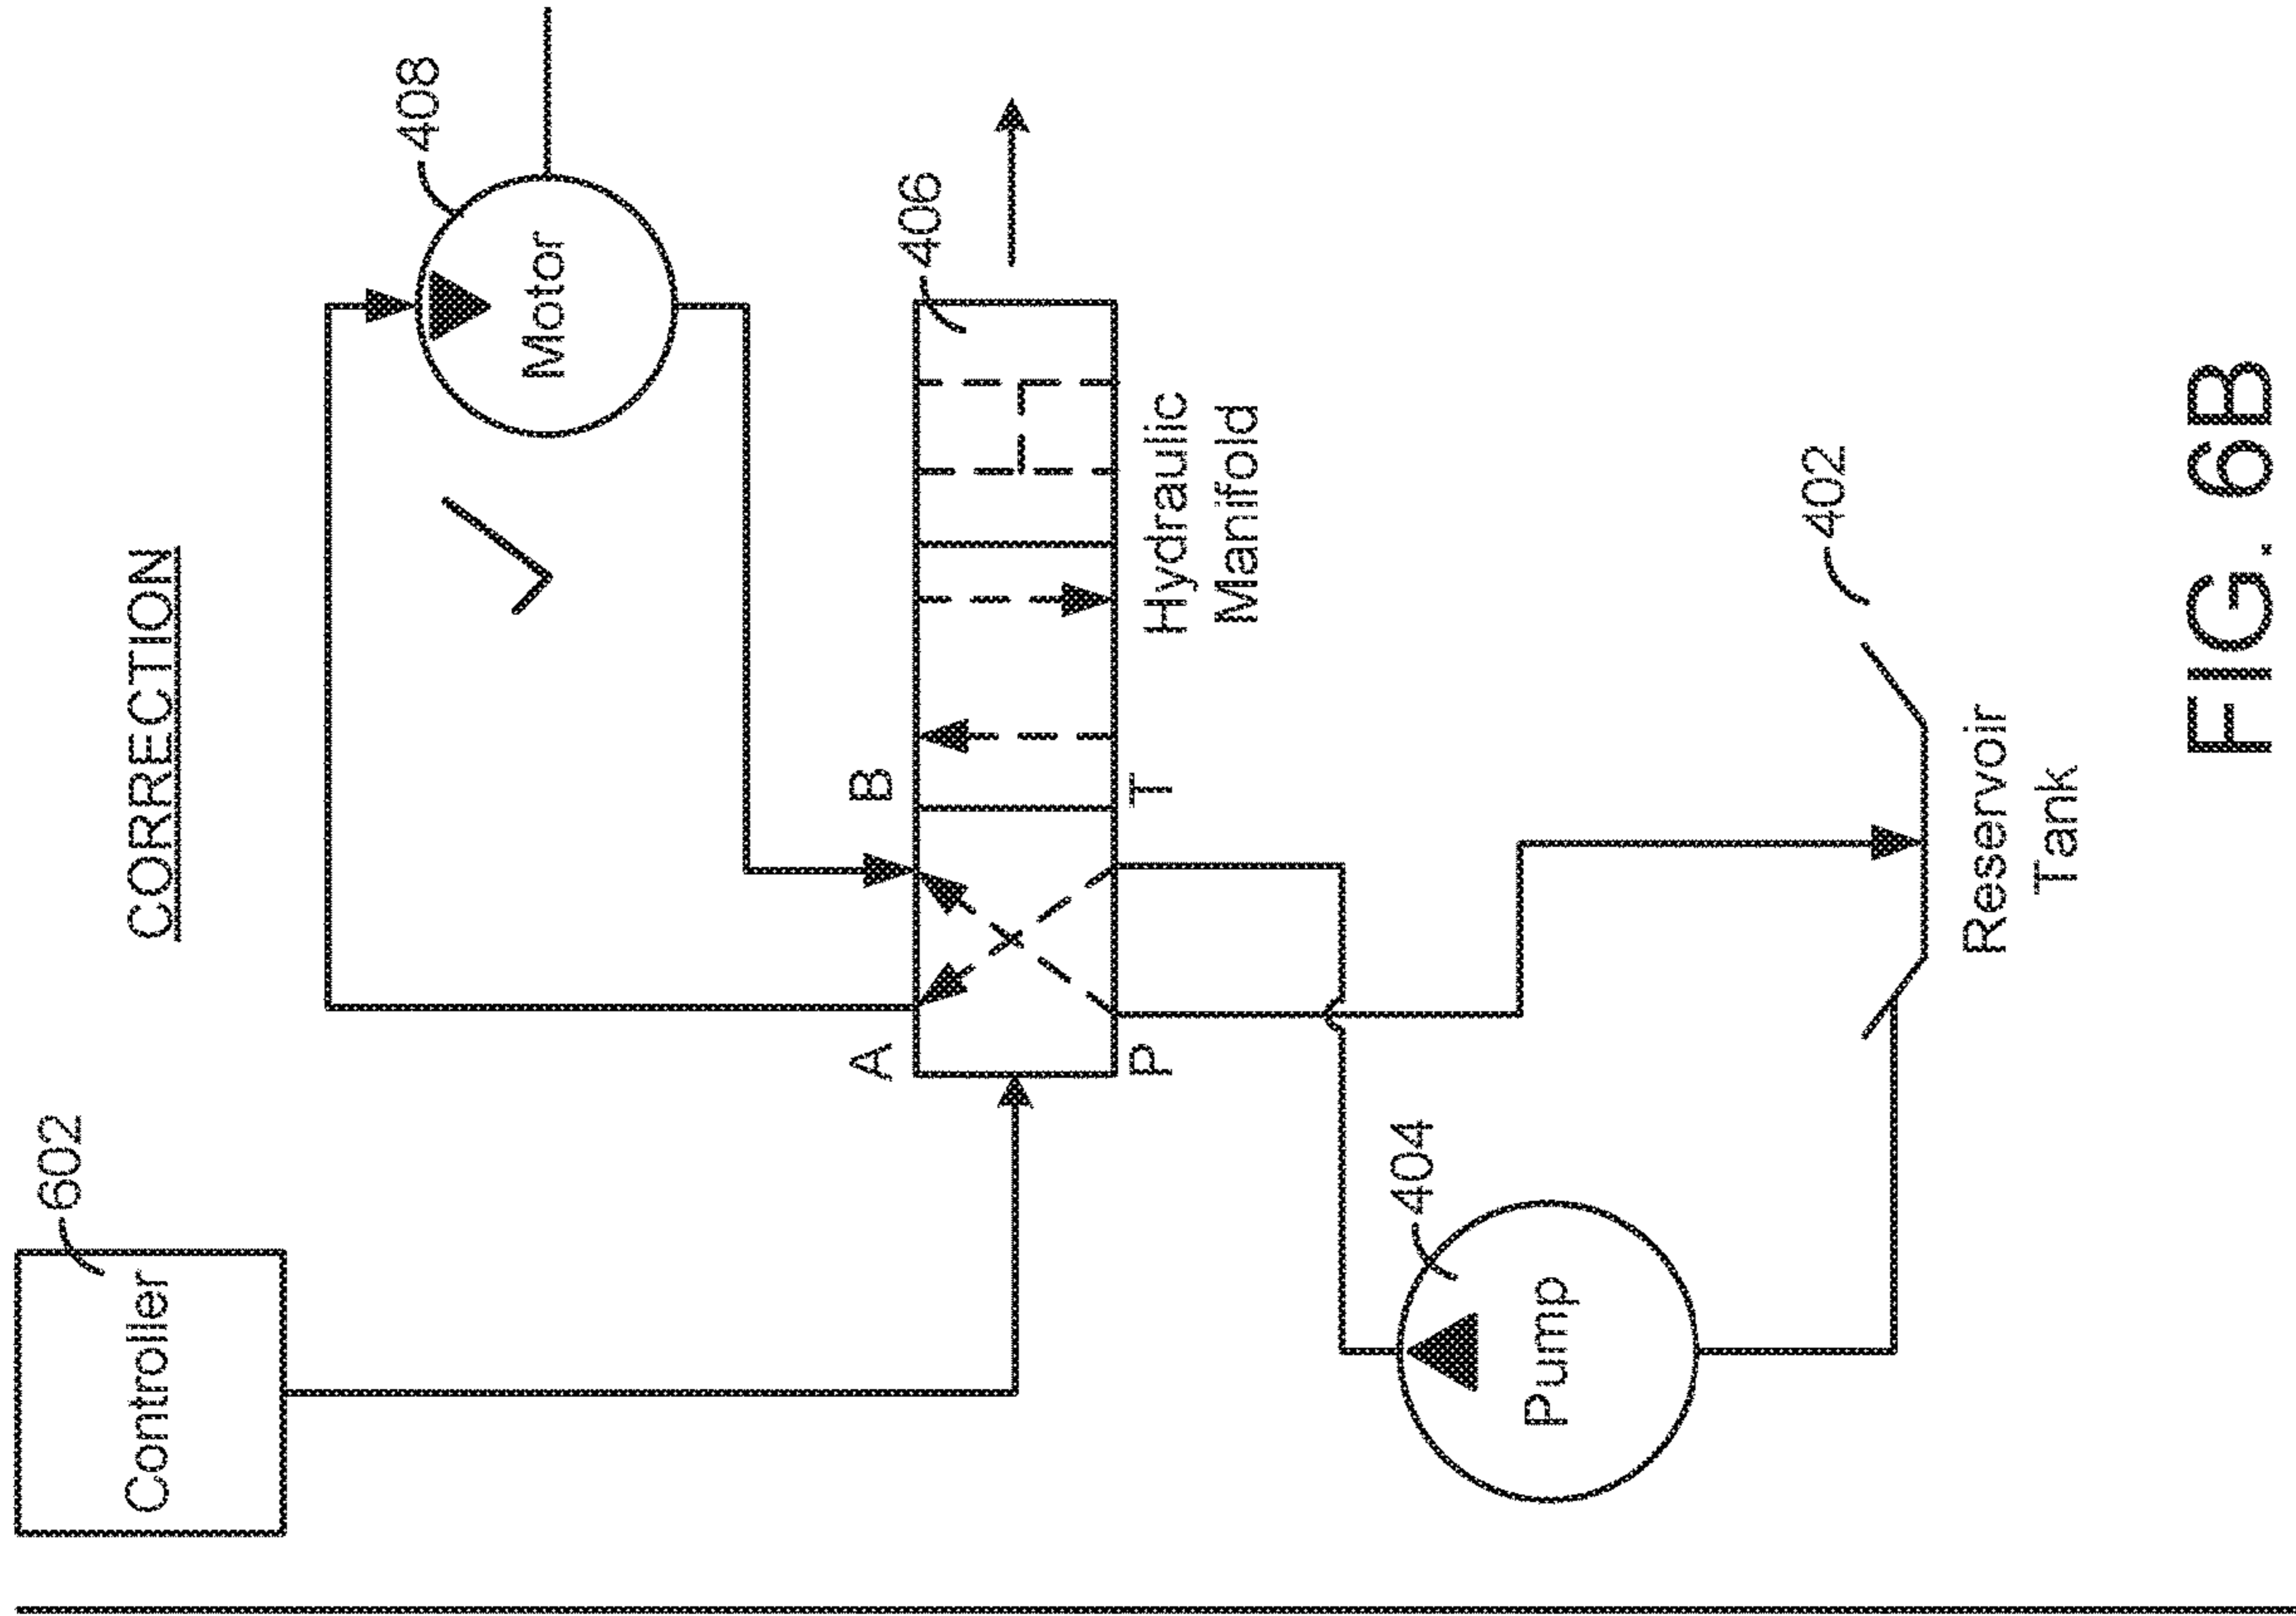 CORRECTION
602
Controller
408
Motor
A
B
406
P
T
Hydraulic
Manifold
404
Pump
402
Reservoir
Tank
FIG. 6B